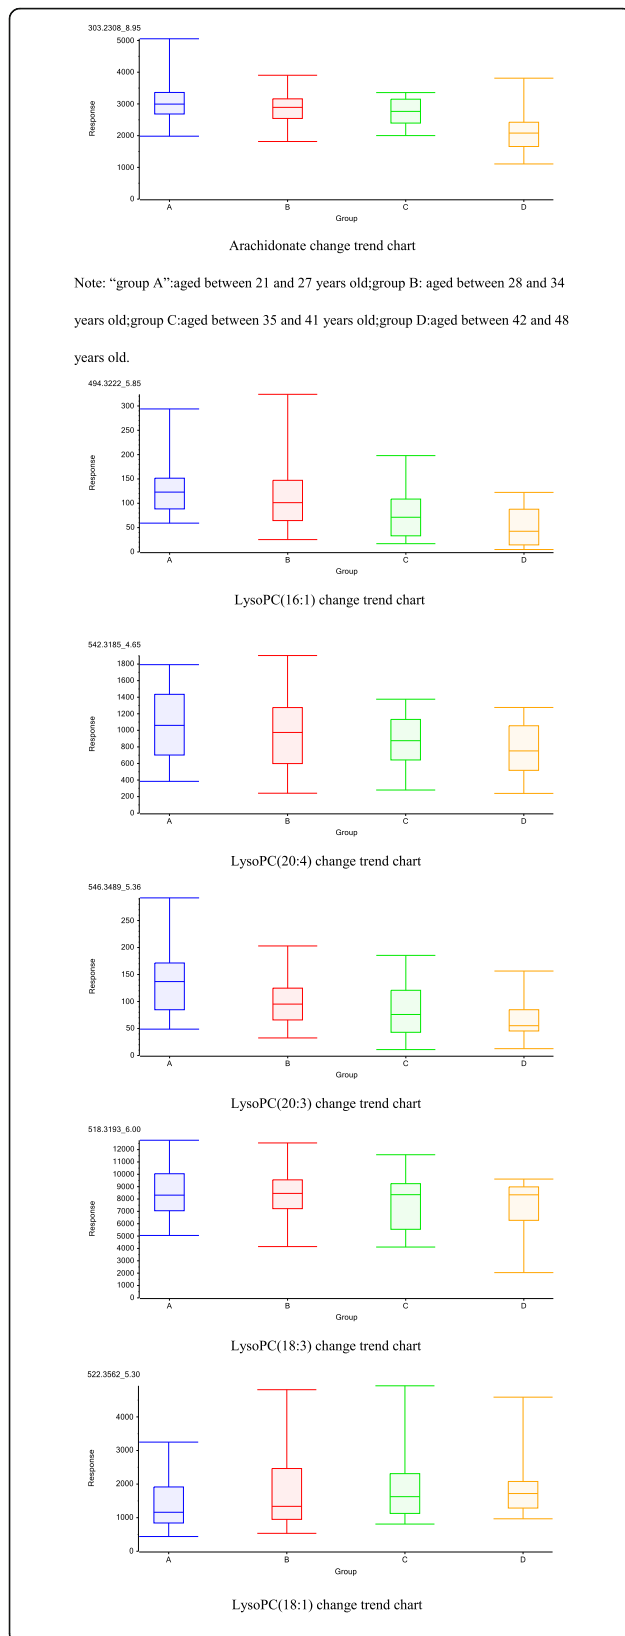 303.2308_8.95
5000
4000
3000
2000
1000
0
Response
A B C D
Group
Arachidonate change trend chart
Note: “group A”:aged between 21 and 27 years old;group B: aged between 28 and 34
years old;group C:aged between 35 and 41 years old;group D:aged between 42 and 48
years old.
494.3222_5.85
300
250
200
150
100
50
0
Response
A B C D
Group
LysoPC(16:1) change trend chart
542.3185_4.65
1800
1600
1400
1200
1000
800
600
400
200
0
Response
A B C D
Group
LysoPC(20:4) change trend chart
546.3489_5.36
250
200
150
100
50
0
Response
A B C D
Group
LysoPC(20:3) change trend chart
518.3193_6.00
12000
11000
10000
9000
8000
7000
6000
5000
4000
3000
2000
1000
0
Response
A B C D
Group
LysoPC(18:3) change trend chart
522.3562_5.30
4000
3000
2000
1000
0
Response
A B C D
Group
LysoPC(18:1) change trend chart